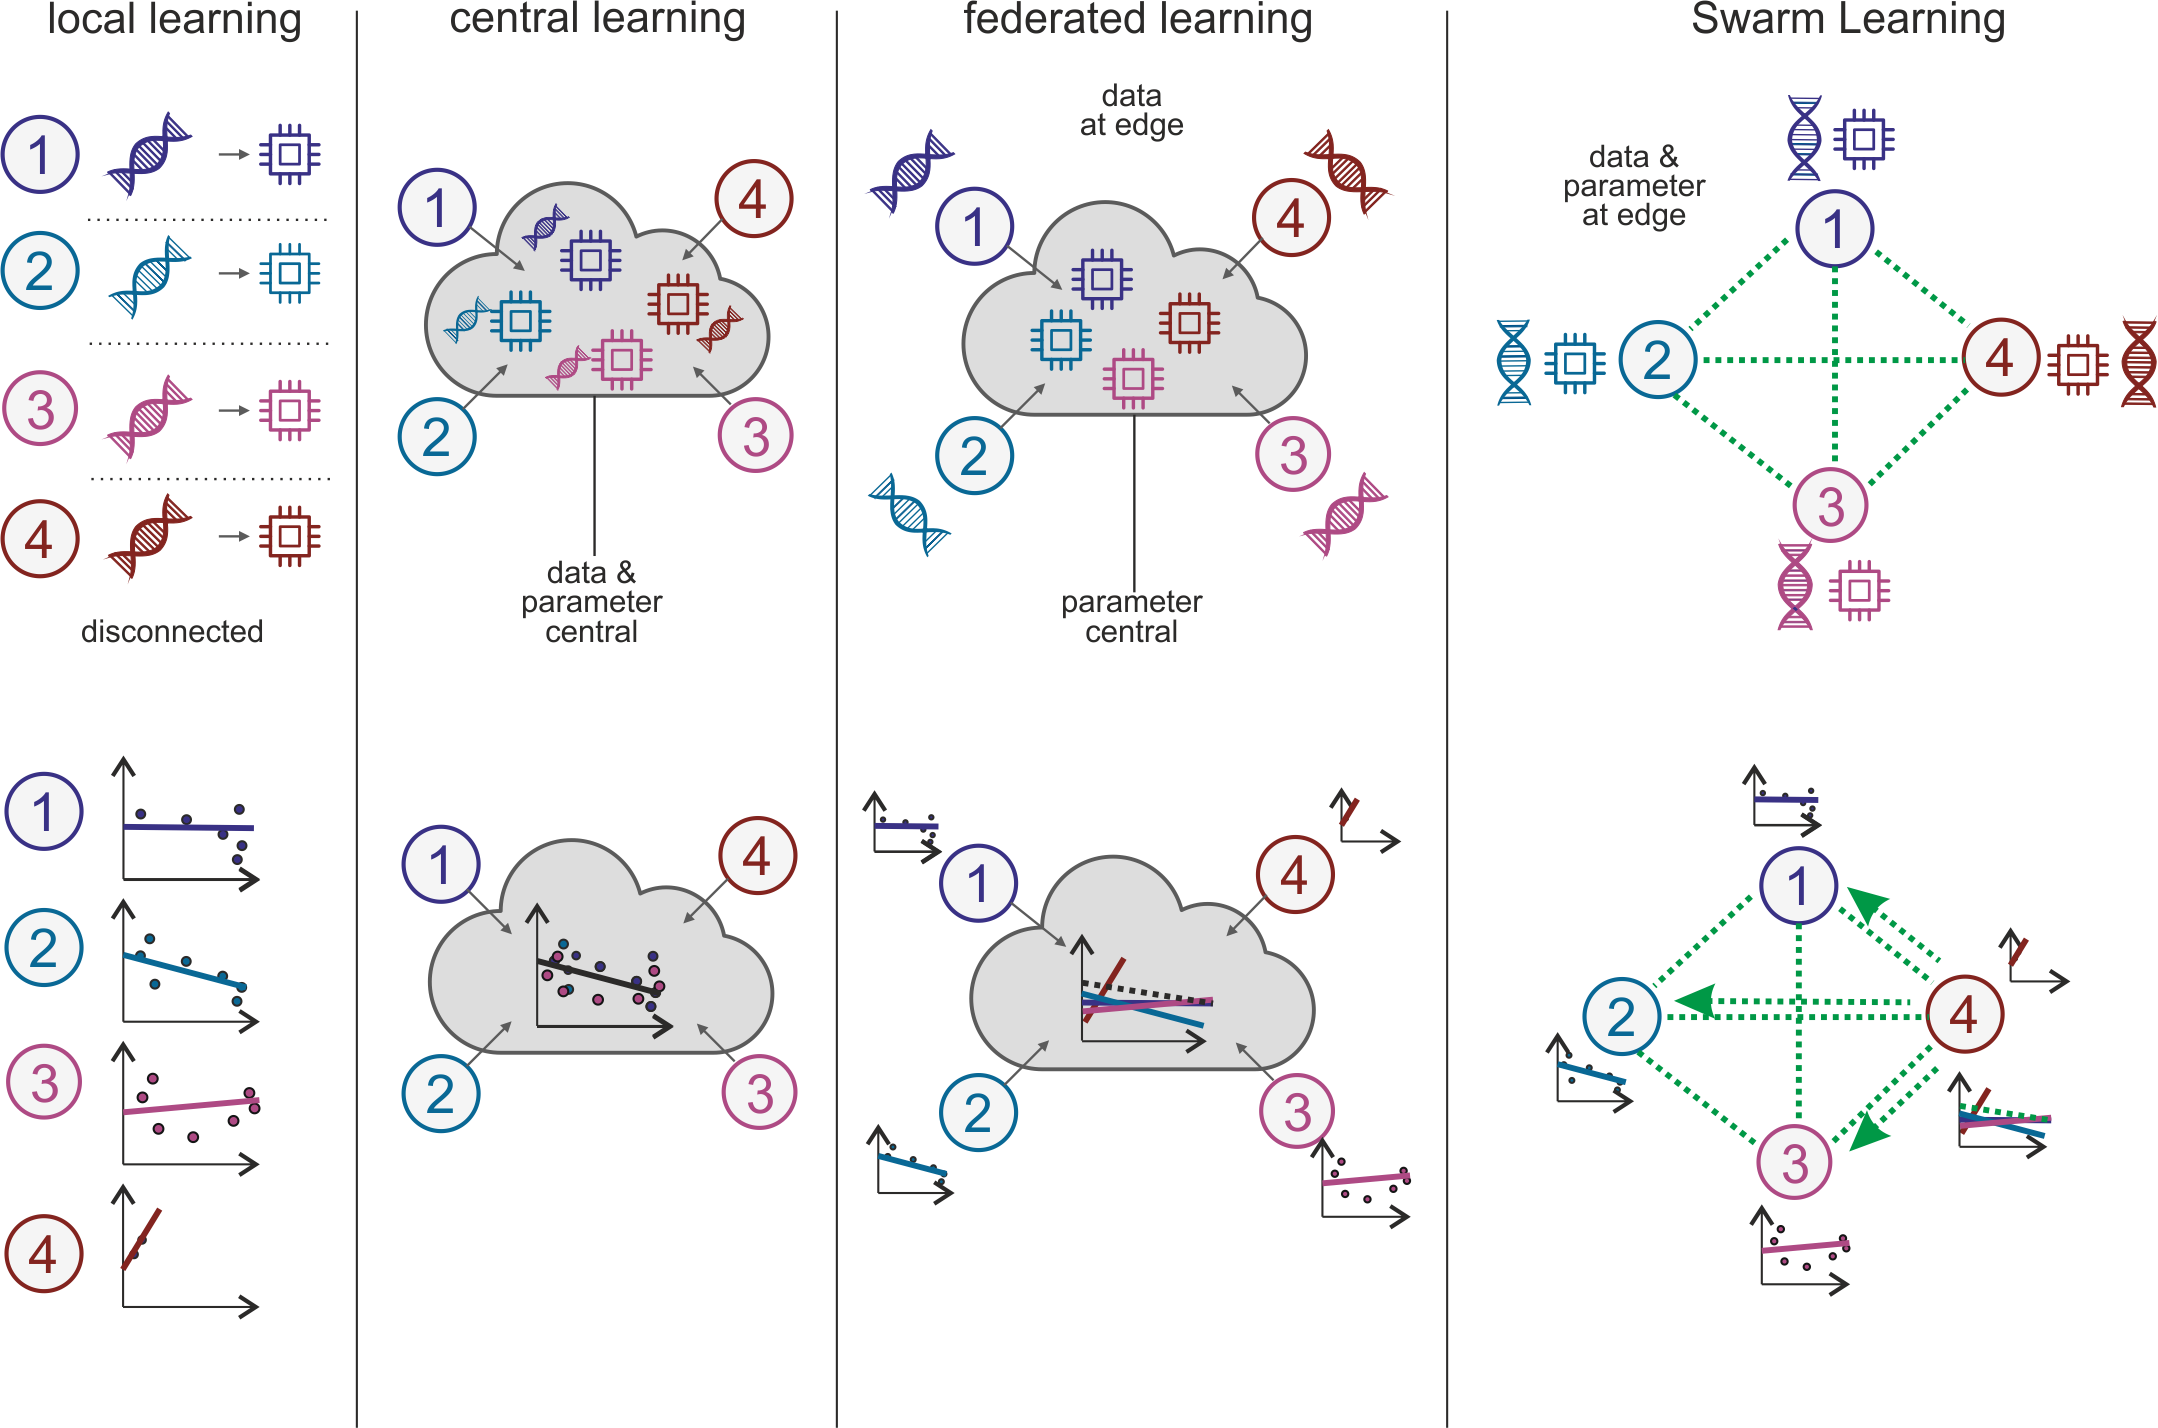 local learning
central learning
federated learning
Swarm Learning
1
2
3
4
disconnected
1
4
2
3
data &
parameter
central
data
at edge
1
4
2
3
parameter
central
data &
parameter
at edge
1
2
4
3
1
2
3
4
1
4
2
3
1
4
2
3
1
2
4
3